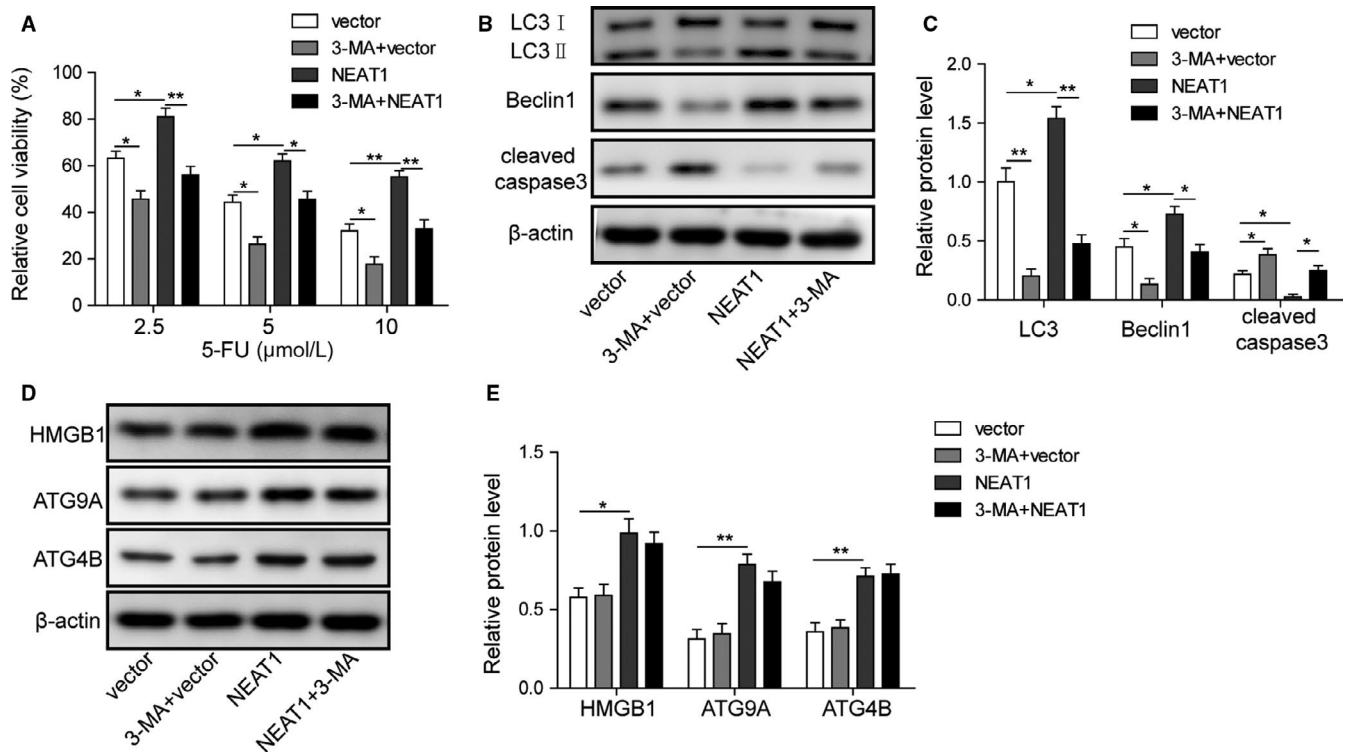 A
vector
3-MA+vector
NEAT1
3-MA+NEAT1
Relative cell viability (%)
100
80
60
40
20
0
*
**
*
*
*
*
**
**
*
2.5
5
10
5-FU (μmol/L)
B
LC3 Ⅰ
LC3 Ⅱ
Beclin1
cleaved
caspase3
β-actin
vector
3-MA+vector
NEAT1
NEAT1+3-MA
C
vector
3-MA+vector
NEAT1
3-MA+NEAT1
Relative protein level
2.0
1.5
1.0
0.5
0.0
*
**
**
*
*
*
*
*
*
LC3
Beclin1
cleaved
caspase3
D
HMGB1
ATG9A
ATG4B
β-actin
vector
3-MA+vector
NEAT1
NEAT1+3-MA
E
vector
3-MA+vector
NEAT1
3-MA+NEAT1
Relative protein level
1.5
1.0
0.5
0.0
*
**
**
HMGB1
ATG9A
ATG4B